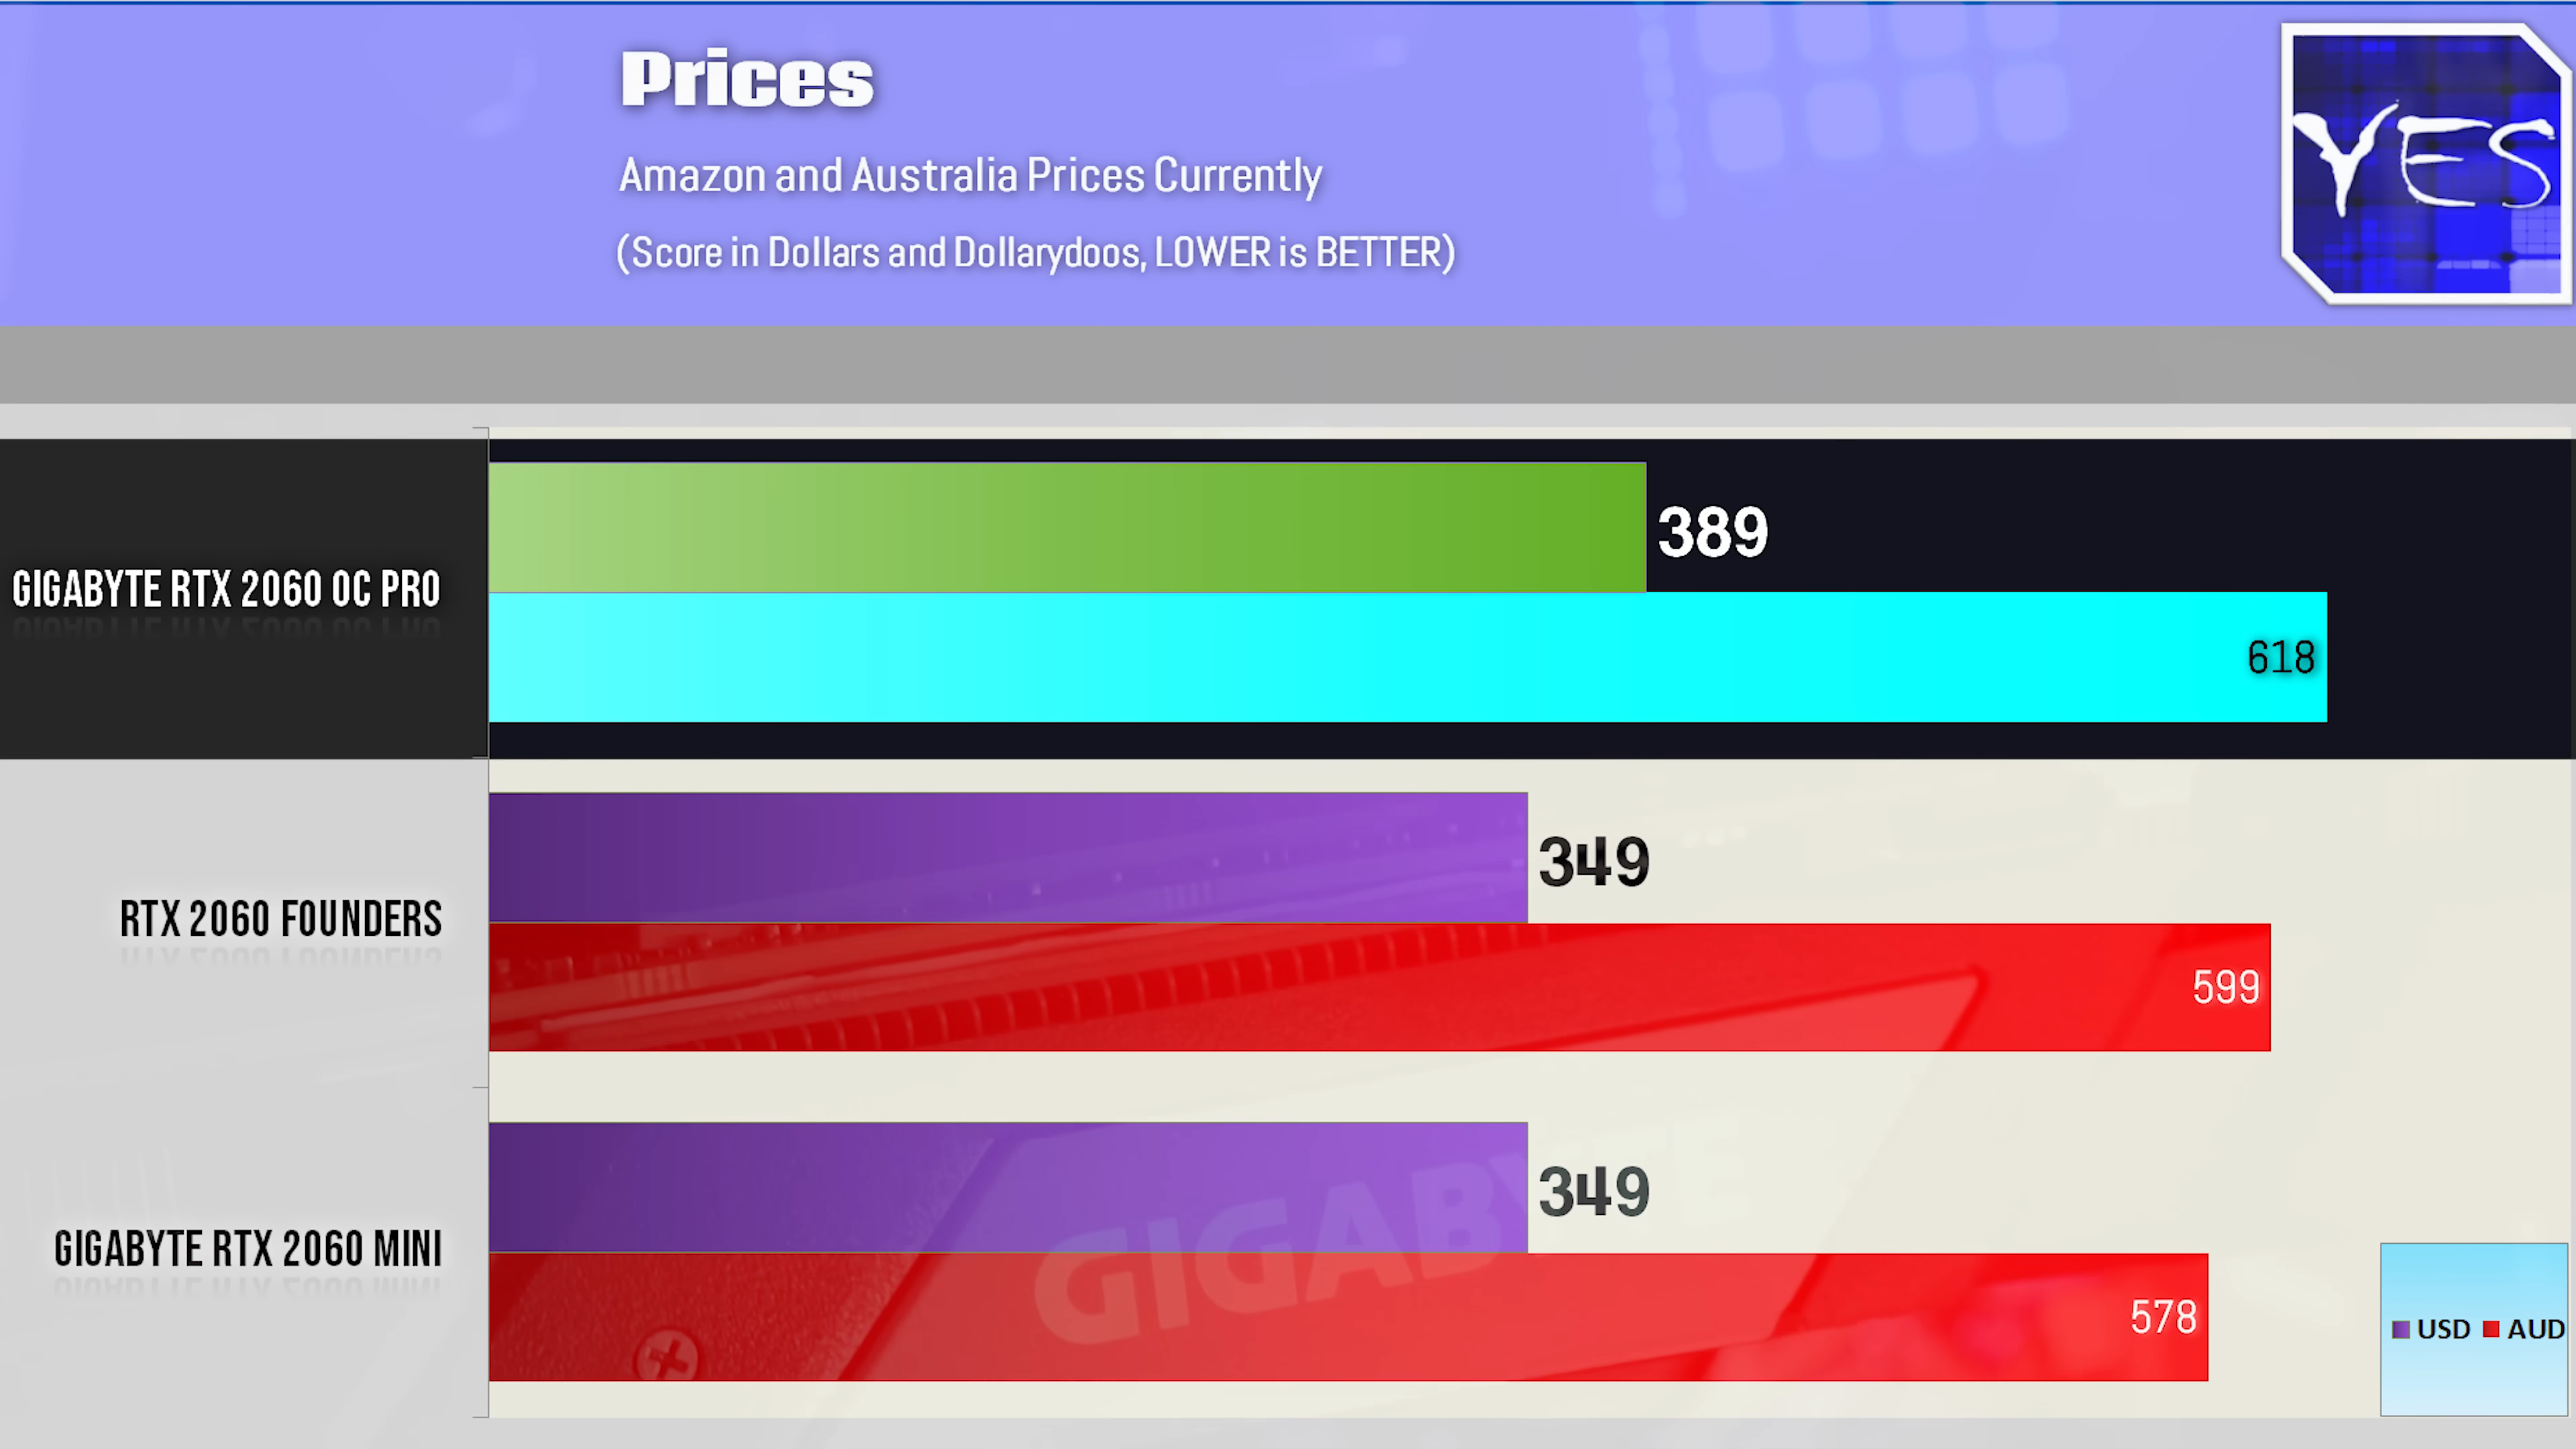 Prices
Amazon and Australia Prices Currently
(Score in Dollars and Dollarydoos, LOWER is BETTER)
YES
GIGABYTE RTX 2060 OC PRO
389
618
RTX 2060 FOUNDERS
349
599
GIGABYTE RTX 2060 MINI
349
578
GIGABYTE
USD AUD